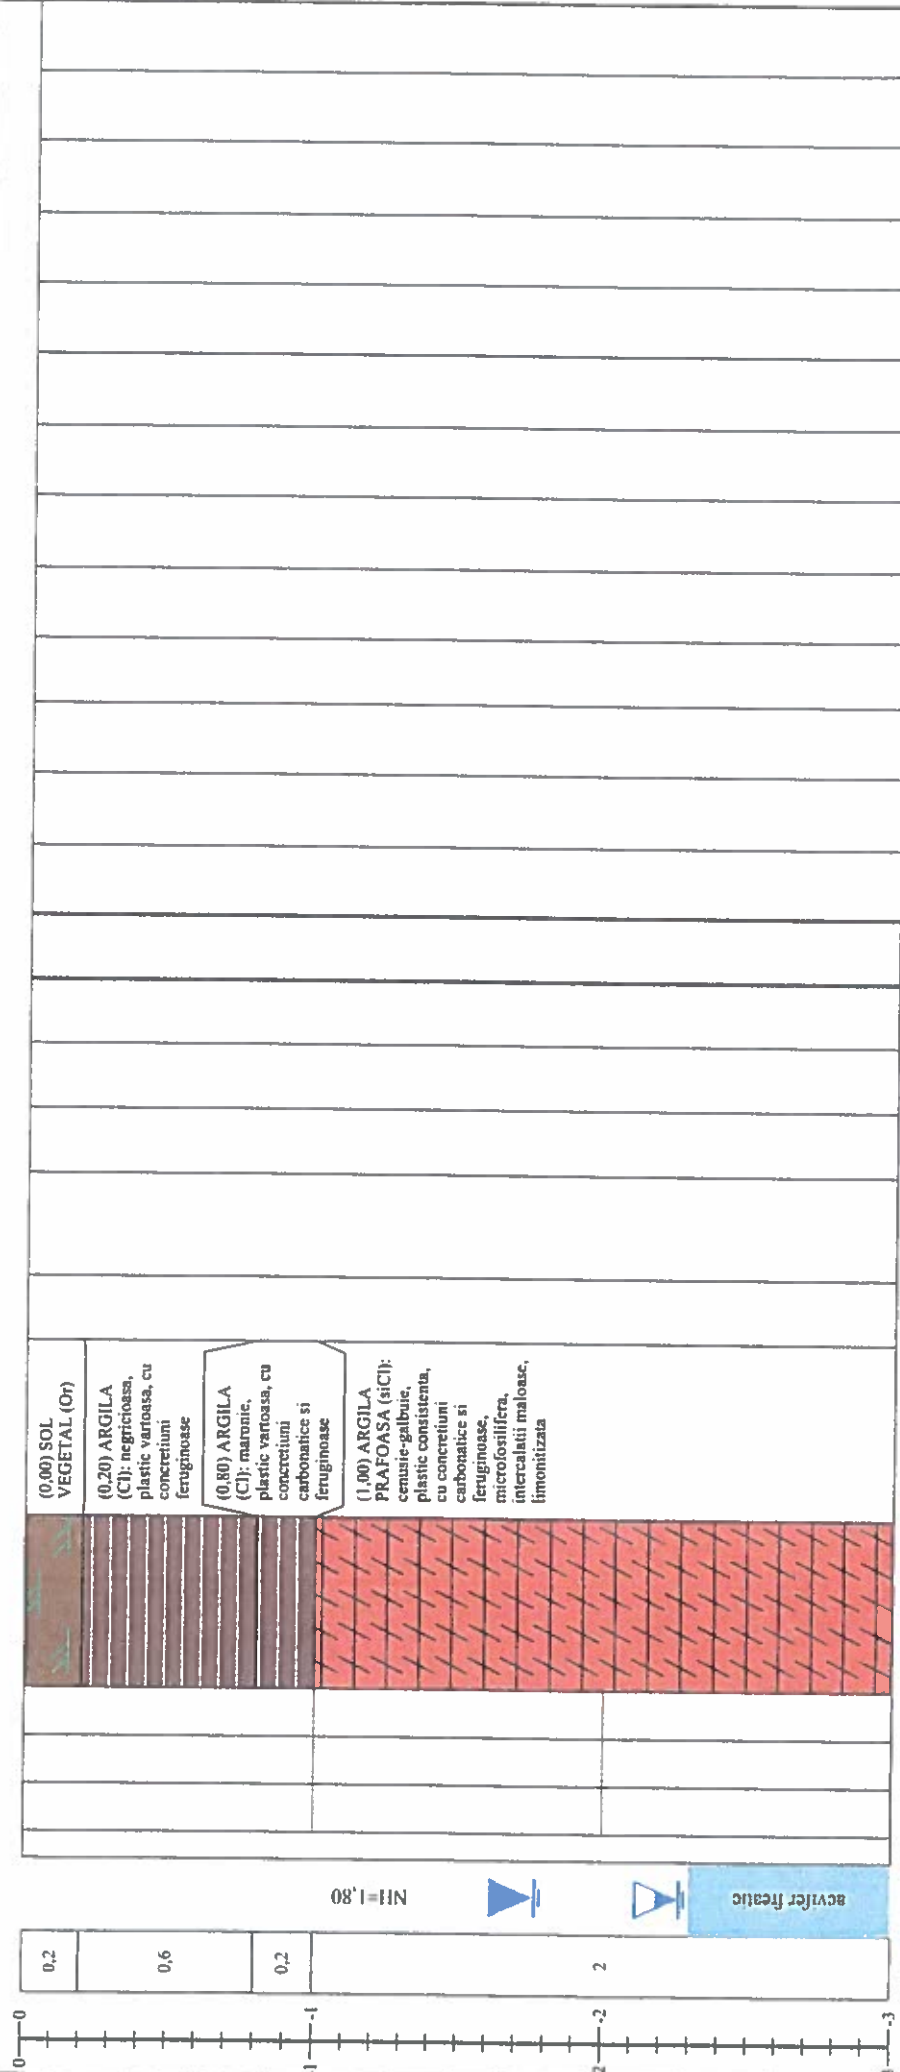 (0,00) SOL
VEGETAL (Or)
(0,20) ARGILA
(Cl): negricioasa,
plastic vartoasa, cu
concretiuni
feruginoase
(0,80) ARGILA
(Cl): maronie,
plastic vartoasa, cu
concretiuni
carbonatice si
feruginoase
(1,00) ARGILA
PRAFOASA (siCl):
cenusie-galbuie,
plastic consistenta,
cu concretiuni
carbonatice si
feruginoase,
microfosilifera,
intercalatii maloase,
limonitizata
NH=1,80
acvifer freatic
0,2
0,6
0,2
2
0
-1
-2
-3